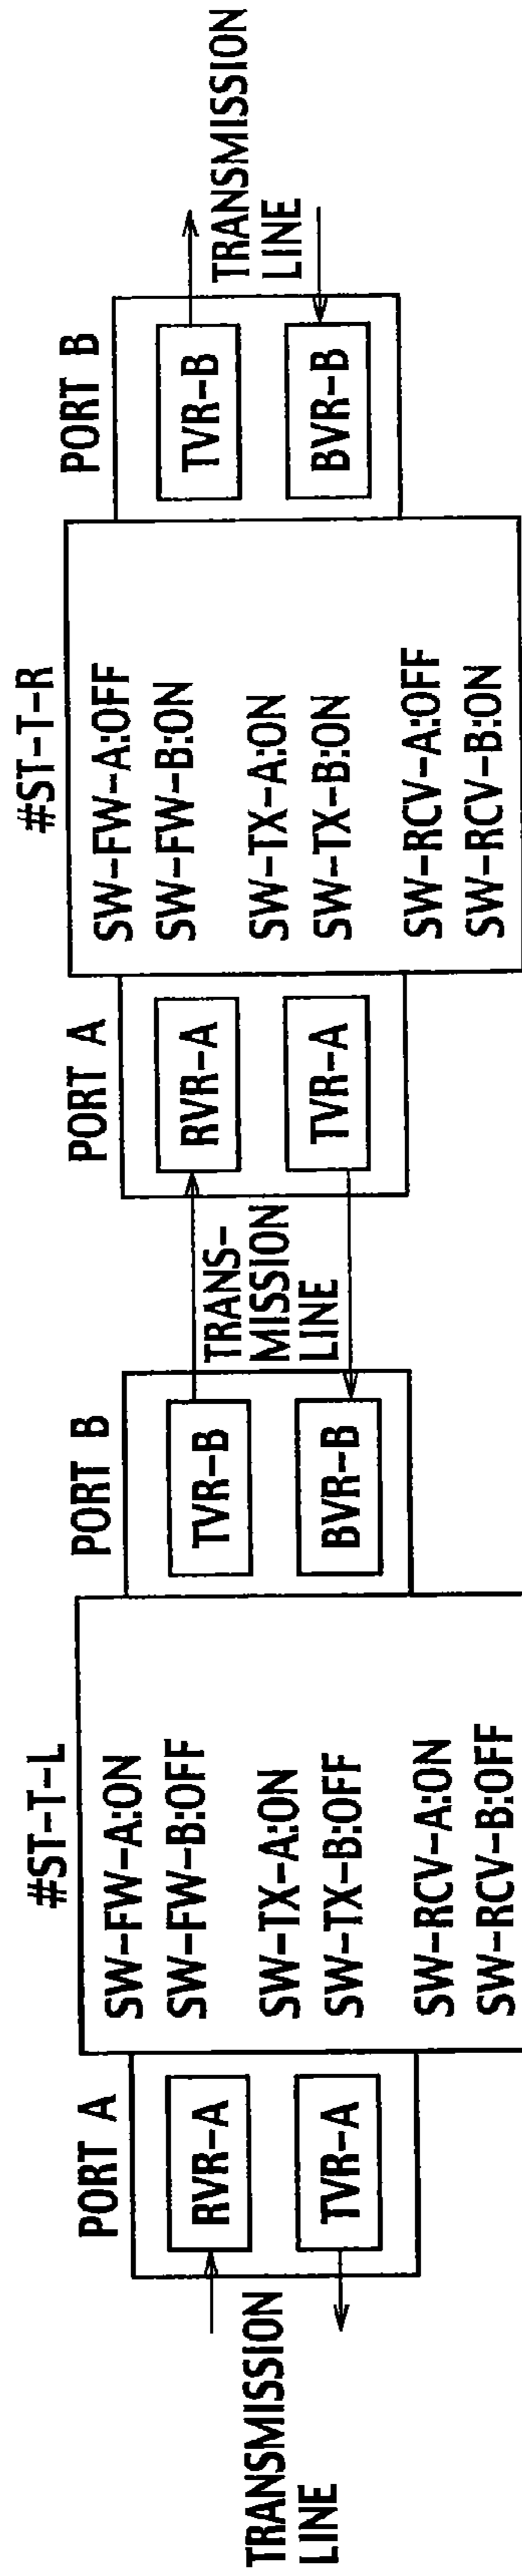 #ST-T-L
PORT A
RVR-A
TVR-A
TRANSMISSION
LINE
SW-FW-A:ON
SW-FW-B:OFF
SW-TX-A:ON
SW-TX-B:OFF
SW-RCV-A:ON
SW-RCV-B:OFF
PORT B
TVR-B
BVR-B
TRANS-
MISSION
LINE
#ST-T-R
PORT A
RVR-A
TVR-A
SW-FW-A:OFF
SW-FW-B:ON
SW-TX-A:ON
SW-TX-B:ON
SW-RCV-A:OFF
SW-RCV-B:ON
PORT B
TVR-B
BVR-B
TRANSMISSION
LINE